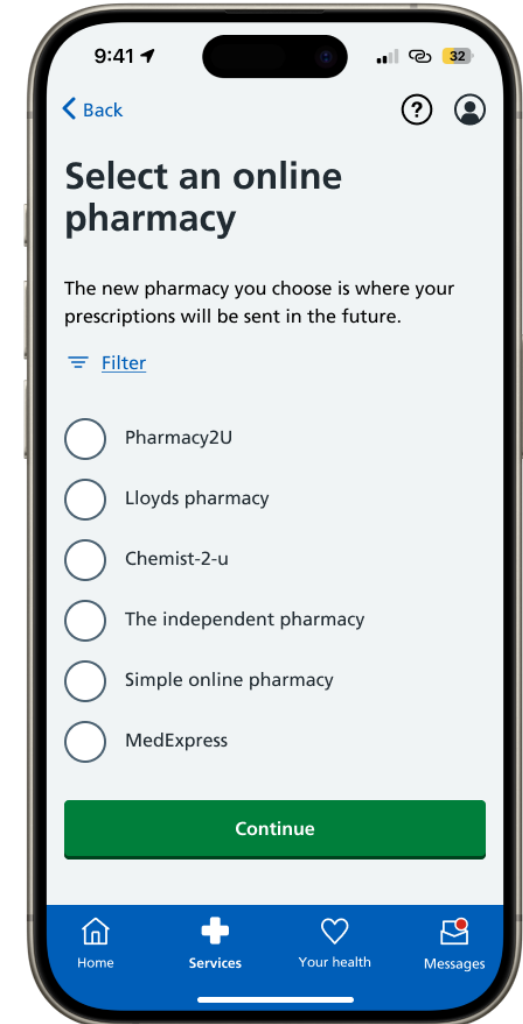 9:41
32
Back
?
Select an online
pharmacy
The new pharmacy you choose is where your
prescriptions will be sent in the future.
Filter
Pharmacy2U
Lloyds pharmacy
Chemist-2-u
The independent pharmacy
Simple online pharmacy
MedExpress
Continue
Home Services Your health Messages